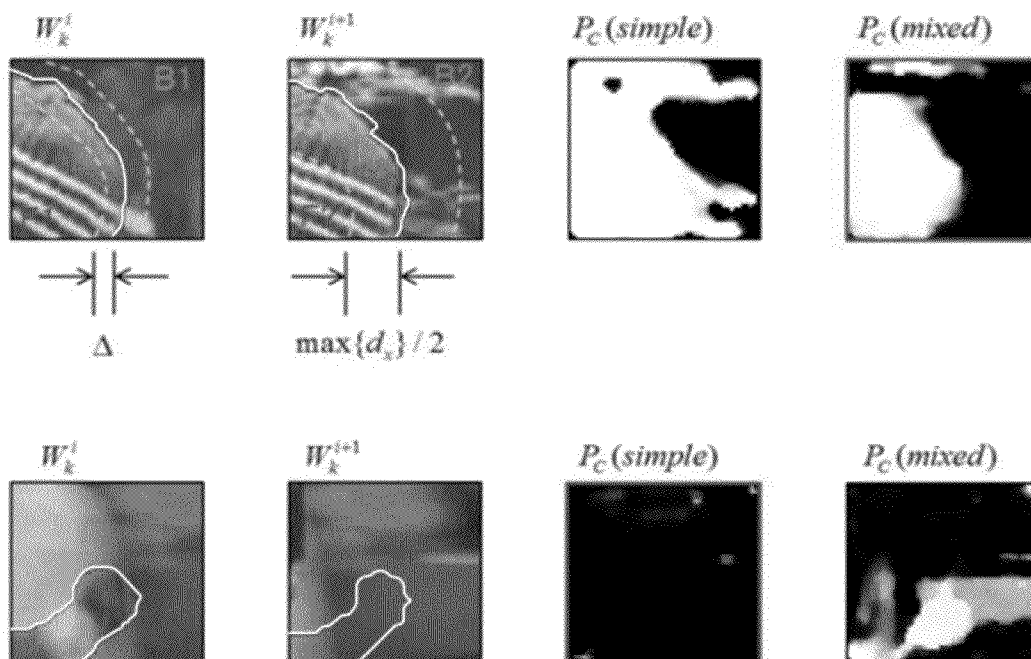 W_k^i W_k^{i+1} P_C(simple) P_C(mixed)
B1 B2
Δ max{d_x}/2
W_k^i W_k^{i+1} P_C(simple) P_C(mixed)